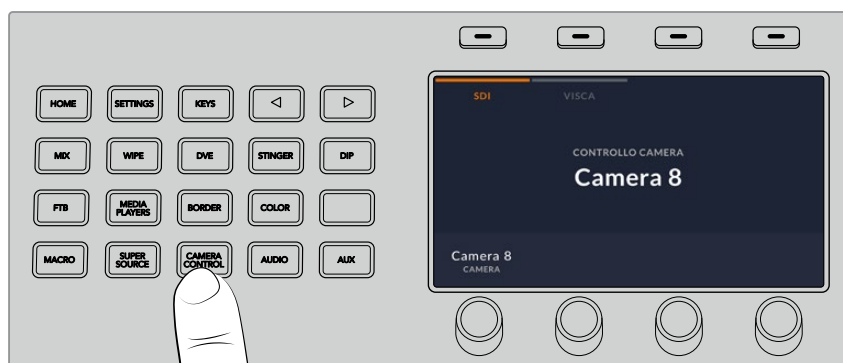 HOME SETTINGS KEYS
MIX WIPE DVE STINGER DIP
FTB MEDIA PLAYERS BORDER COLOR
MACRO SUPER SOURCE CAMERA CONTROL AUDIO AUX
SDI VISCA
CONTROLLO CAMERA
Camera 8
Camera 8
CAMERA